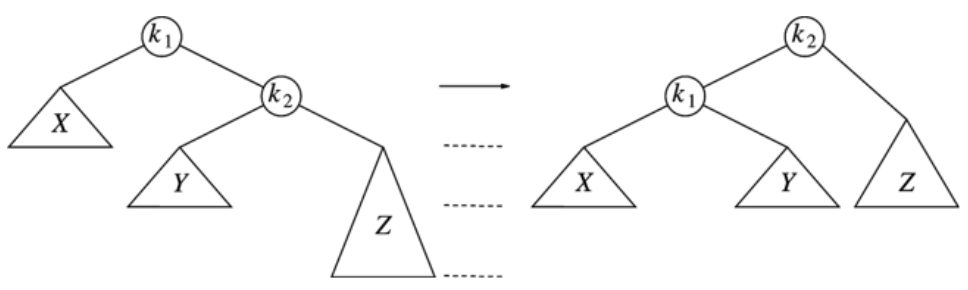 k₁ k₂
k₂ k₁
X X Y Z
Y
Z